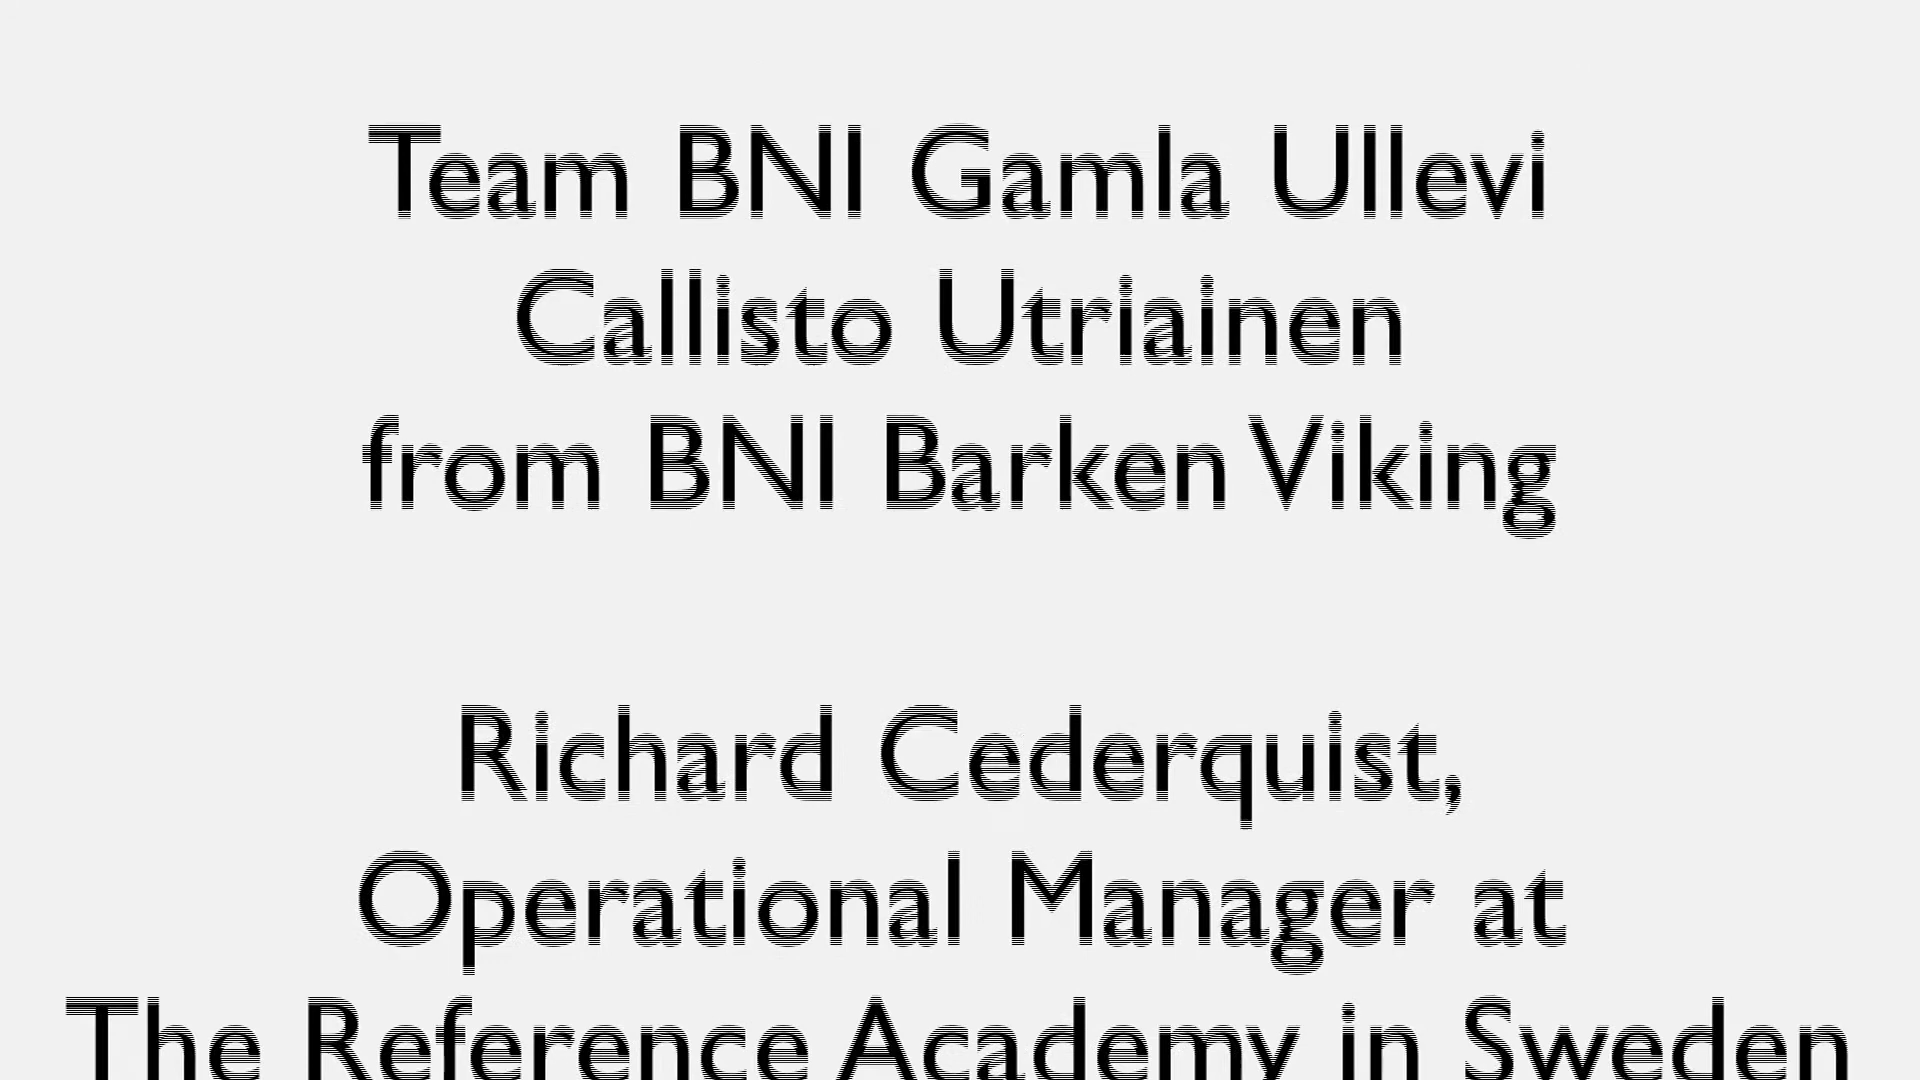 Team BNI Gamla Ullevi
Callisto Utriainen
from BNI Barken Viking
Richard Cederquist,
Operational Manager at
The Reference Academy in Sweden